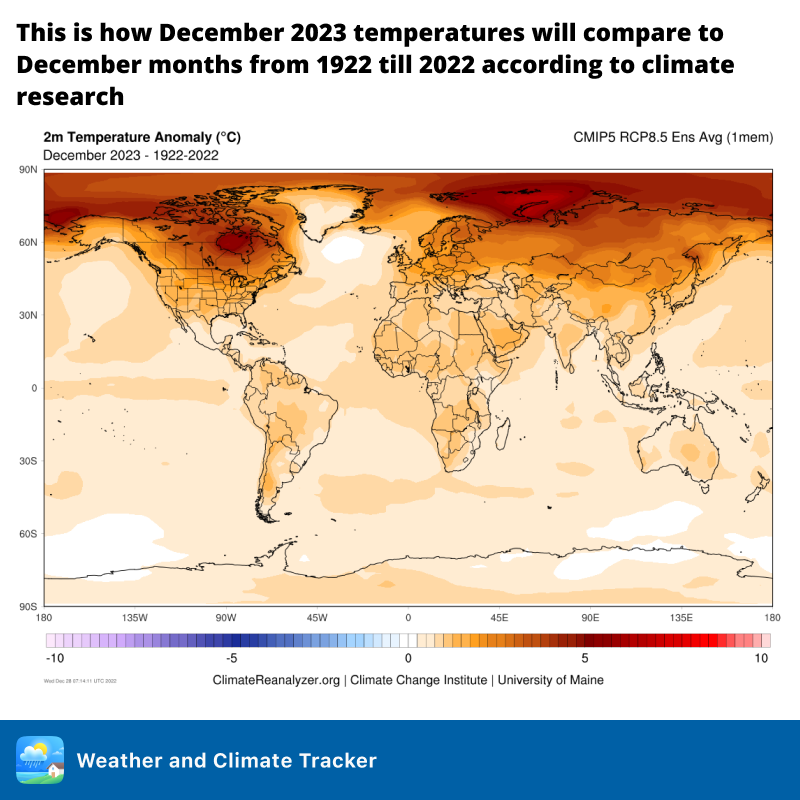 This is how December 2023 temperatures will compare to
December months from 1922 till 2022 according to climate
research
2m Temperature Anomaly (°C)
CMIP5 RCP8.5 Ens Avg (1mem)
December 2023 - 1922-2022
90N
60N
30N
0
30S
60S
90S
180 135W 90W 45W 0 45E 90E 135E 180
-10 -5 0 5 10
Wed Dec 28 07:14:11 UTC 2022
ClimateReanalyzer.org | Climate Change Institute | University of Maine
Weather and Climate Tracker